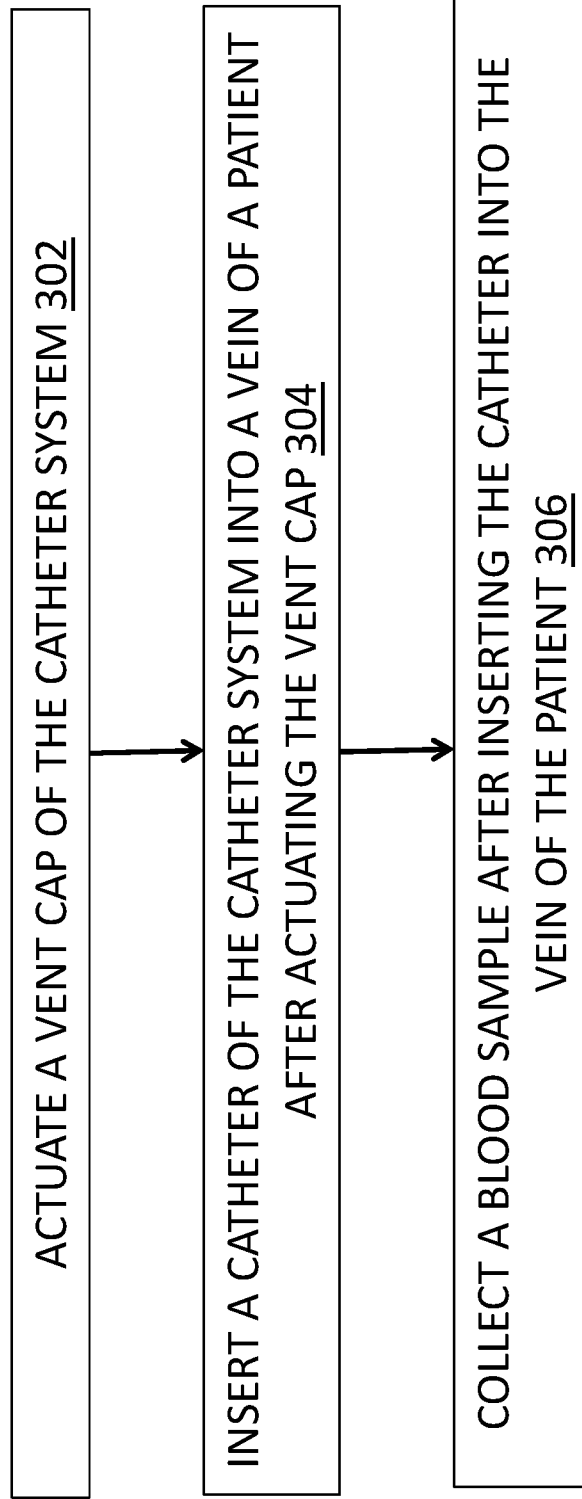 ACTUATE A VENT CAP OF THE CATHETER SYSTEM 302
INSERT A CATHETER OF THE CATHETER SYSTEM INTO A VEIN OF A PATIENT
AFTER ACTUATING THE VENT CAP 304
COLLECT A BLOOD SAMPLE AFTER INSERTING THE CATHETER INTO THE
VEIN OF THE PATIENT 306